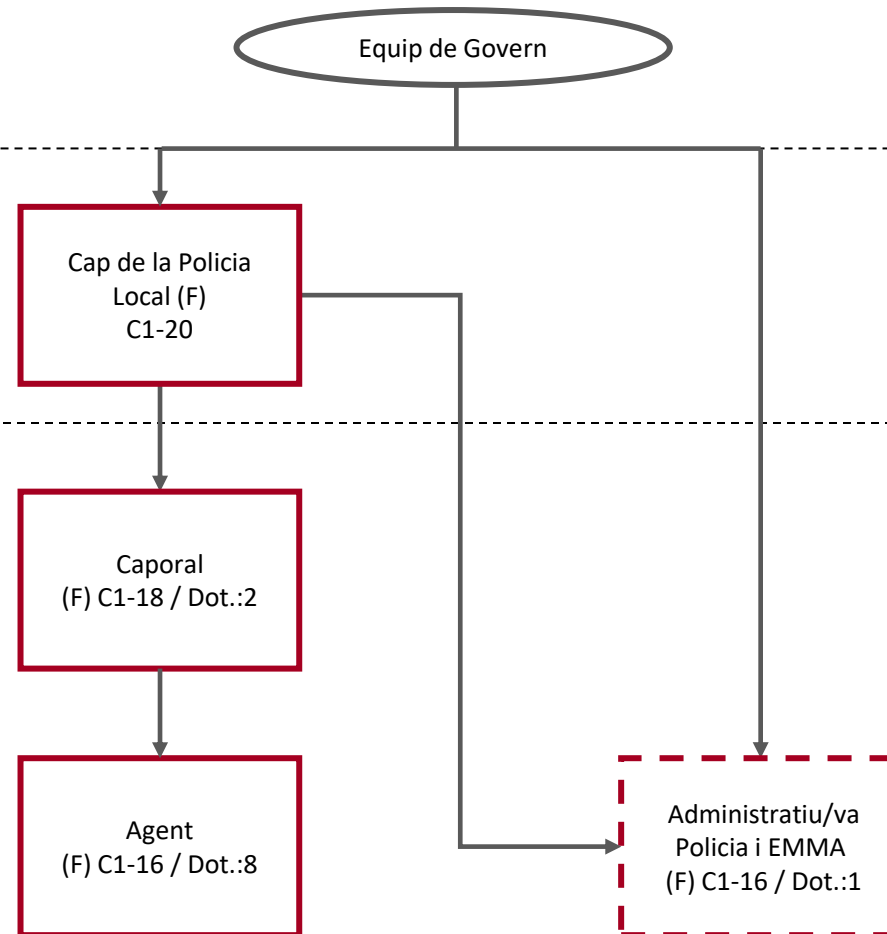 Equip de Govern
Cap de la Policia
Local (F)
C1-20
Caporal
(F) C1-18 / Dot.:2
Agent
(F) C1-16 / Dot.:8
Administratiu/va
Policia i EMMA
(F) C1-16 / Dot.:1